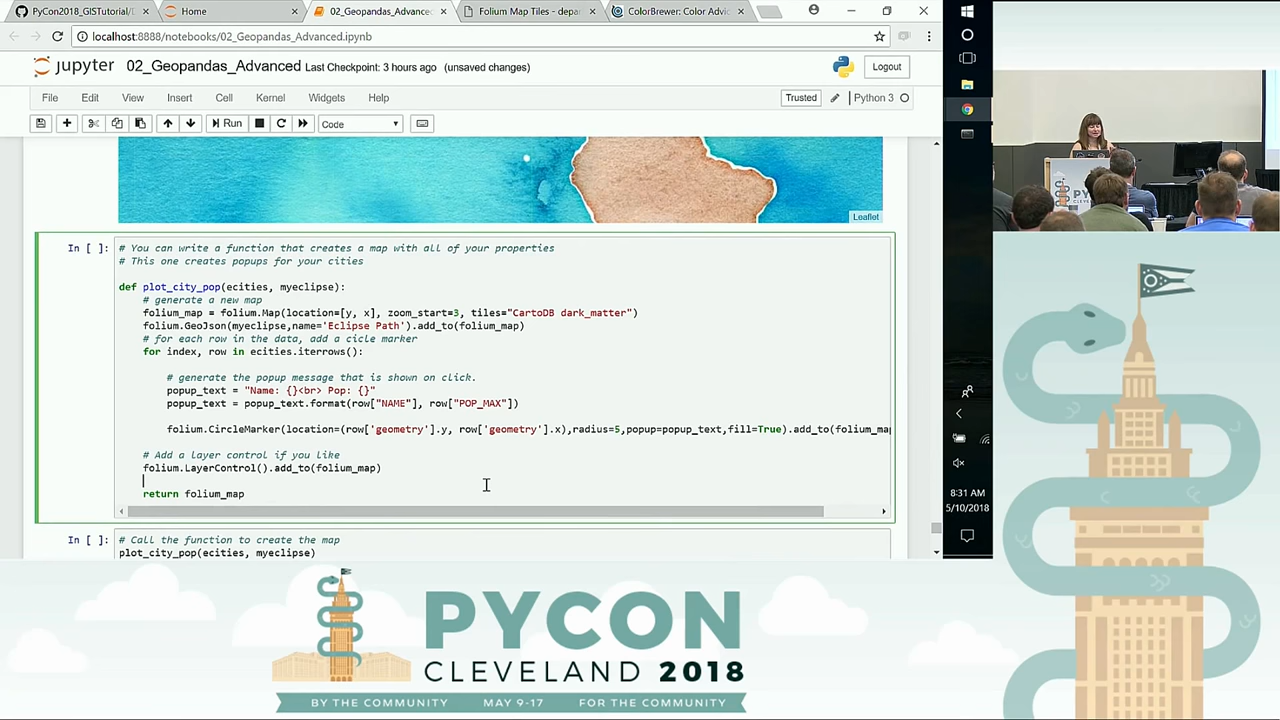 PyCon2018_GISTutorial/D
Home
02_Geopandas_Advanced
Folium Map Tiles - depa
ColorBrewer: Color Advic
localhost:8888/notebooks/02_Geopandas_Advanced.ipynb
jupyter 02_Geopandas_Advanced Last Checkpoint: 3 hours ago (unsaved changes)
Logout
File Edit View Insert Cell Kernel Widgets Help
Trusted
Python 3
Run
Code
Leaflet
In [ ]: # You can write a function that creates a map with all of your properties
# This one creates popups for your cities
def plot_city_pop(ecities, myeclipse):
# generate a new map
folium_map = folium.Map(location=[y, x], zoom_start=3, tiles="CartoDB dark_matter")
folium.GeoJson(myeclipse,name='Eclipse Path').add_to(folium_map)
# for each row in the data, add a cicle marker
for index, row in ecities.iterrows():
# generate the popup message that is shown on click.
popup_text = "Name: {}<br> Pop: {}"
popup_text = popup_text.format(row["NAME"], row["POP_MAX"])
folium.CircleMarker(location=(row['geometry'].y, row['geometry'].x),radius=5,popup=popup_text,fill=True).add_to(folium_map
# Add a layer control if you like
folium.LayerControl().add_to(folium_map)
return folium_map
In [ ]: # Call the function to create the map
plot_city_pop(ecities, myeclipse)
8:31 AM
5/10/2018
PYCON
CLEVELAND 2018
BY THE COMMUNITY MAY 9-17 FOR THE COMMUNITY